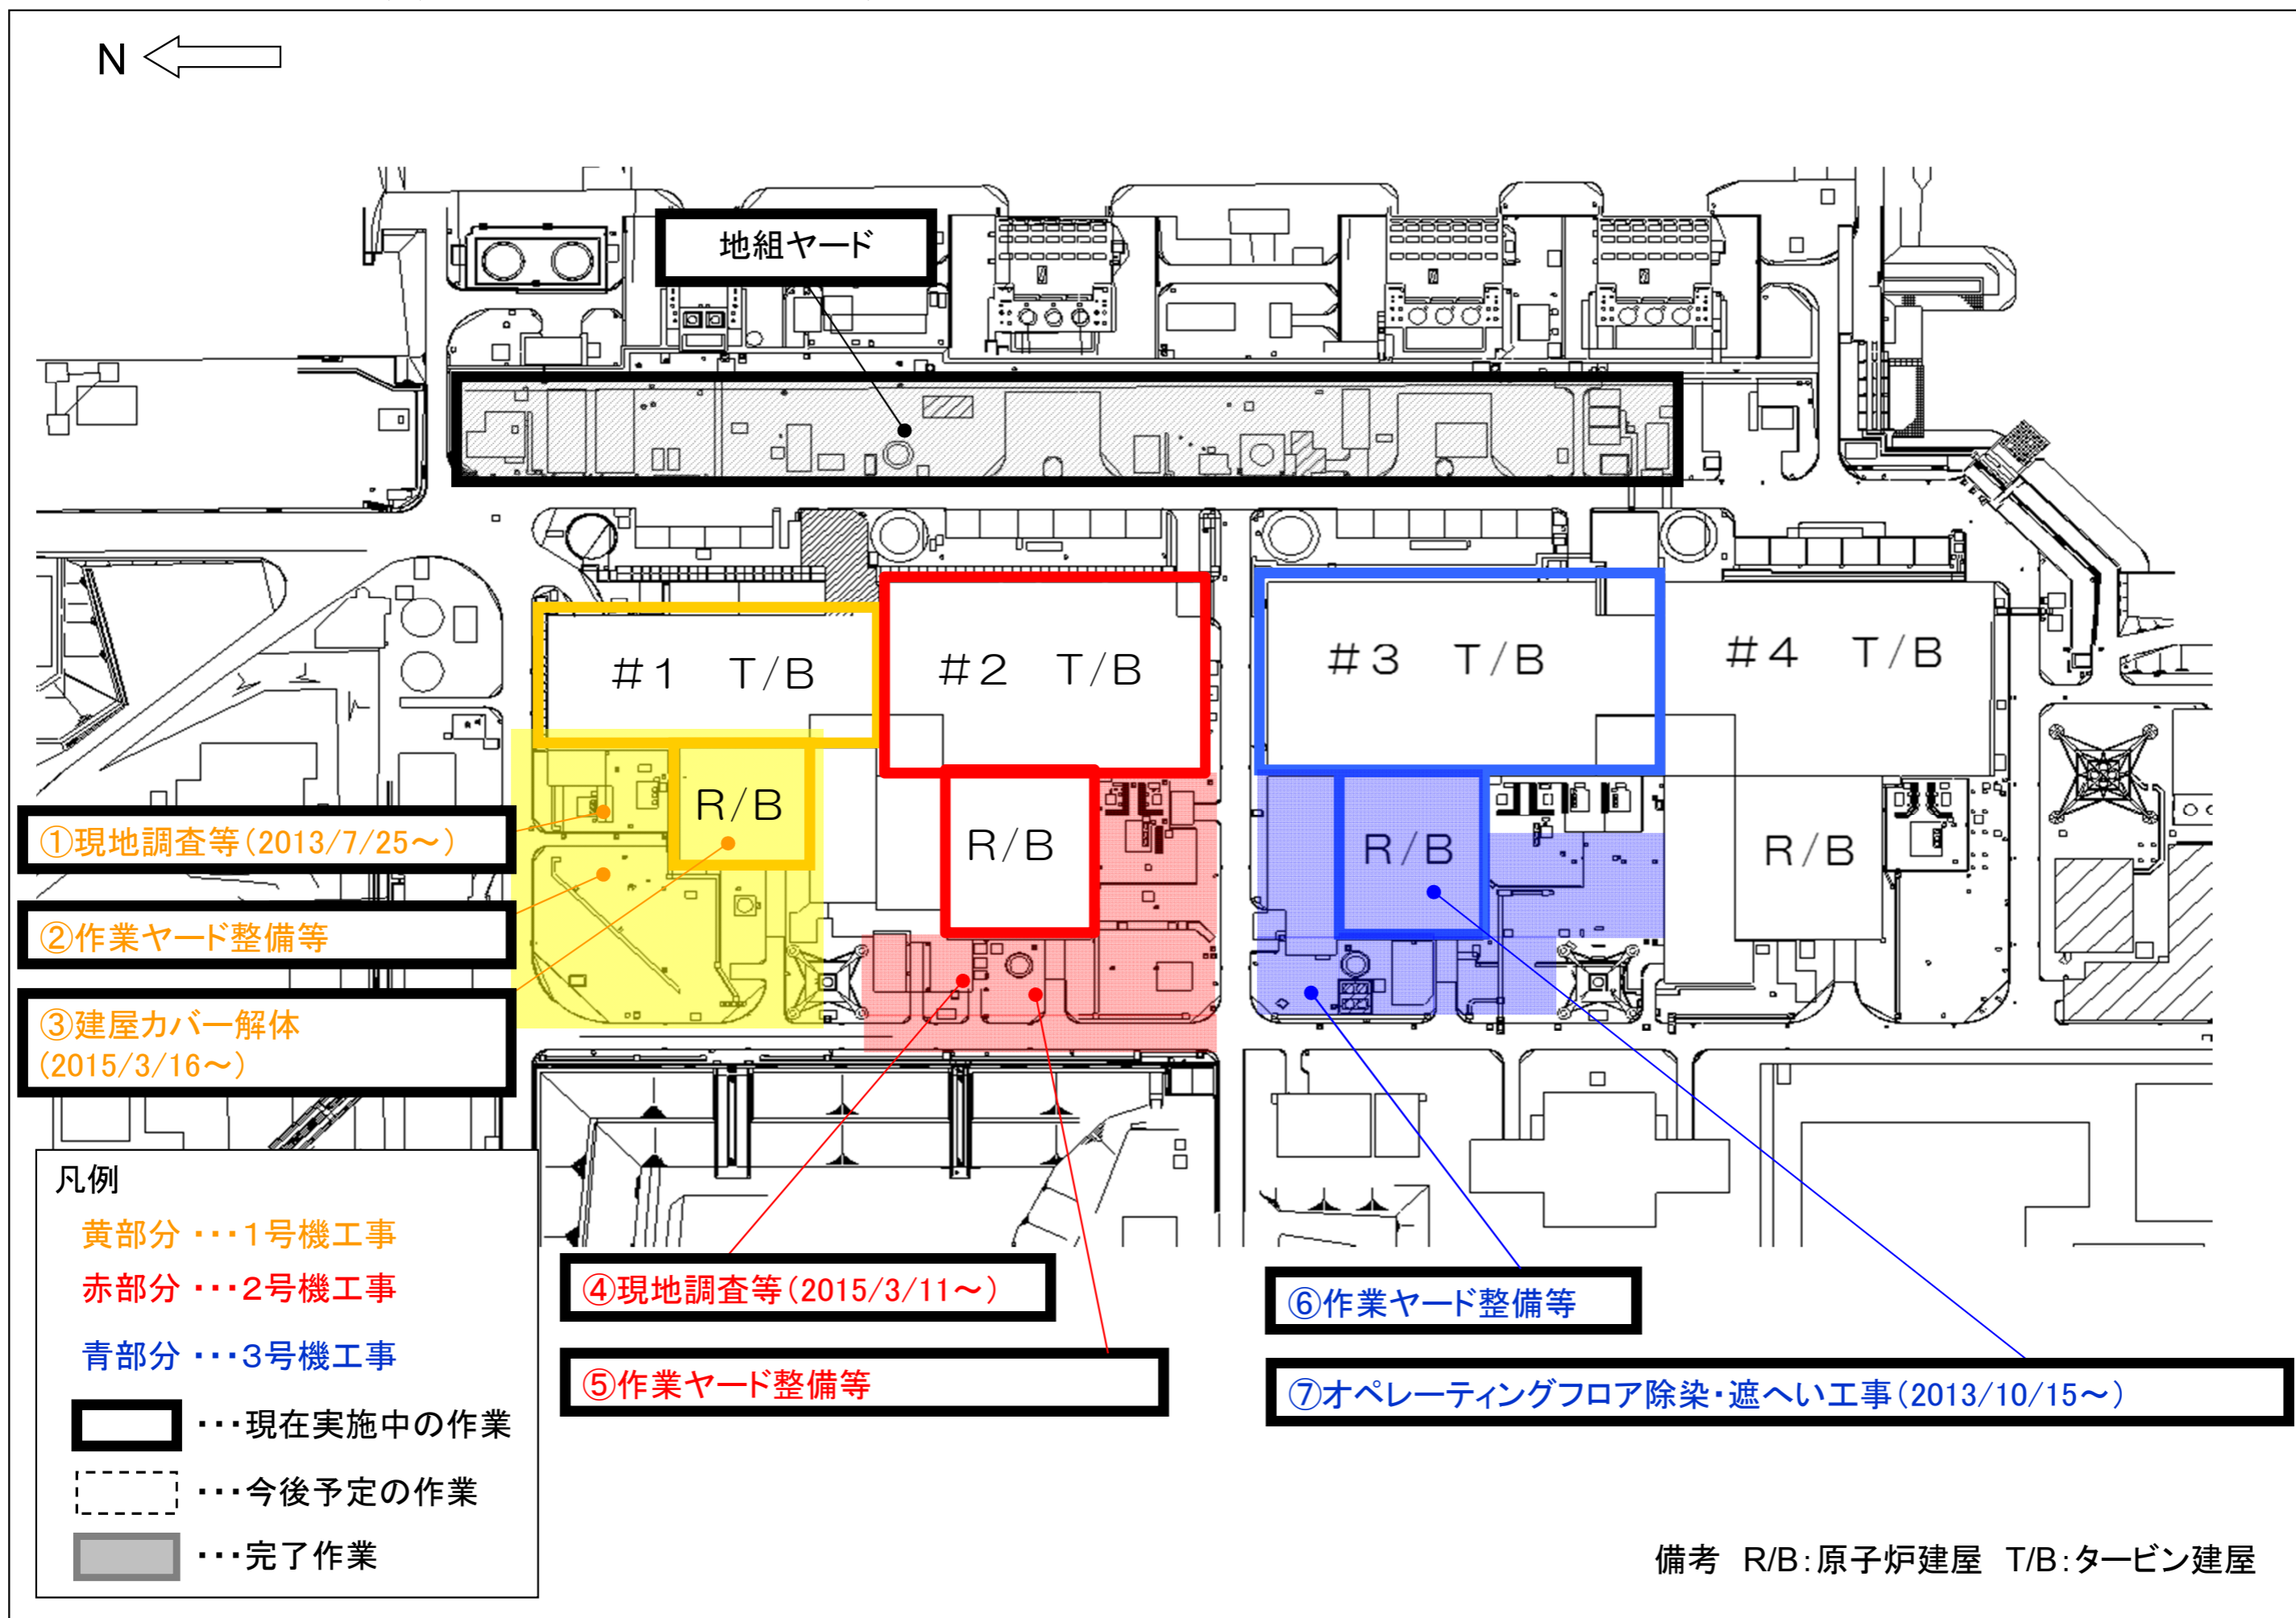 N
地組ヤード
#1 T/B
#2 T/B
#3 T/B
#4 T/B
R/B
R/B
R/B
R/B
①現地調査等(2013/7/25～)
②作業ヤード整備等
③建屋カバー解体
(2015/3/16～)
④現地調査等(2015/3/11～)
⑤作業ヤード整備等
⑥作業ヤード整備等
⑦オペレーティングフロア除染・遮へい工事(2013/10/15～)
凡例
黄部分 ・・・1号機工事
赤部分 ・・・2号機工事
青部分 ・・・3号機工事
・・・現在実施中の作業
・・・今後予定の作業
・・・完了作業
備考 R/B:原子炉建屋 T/B:タービン建屋